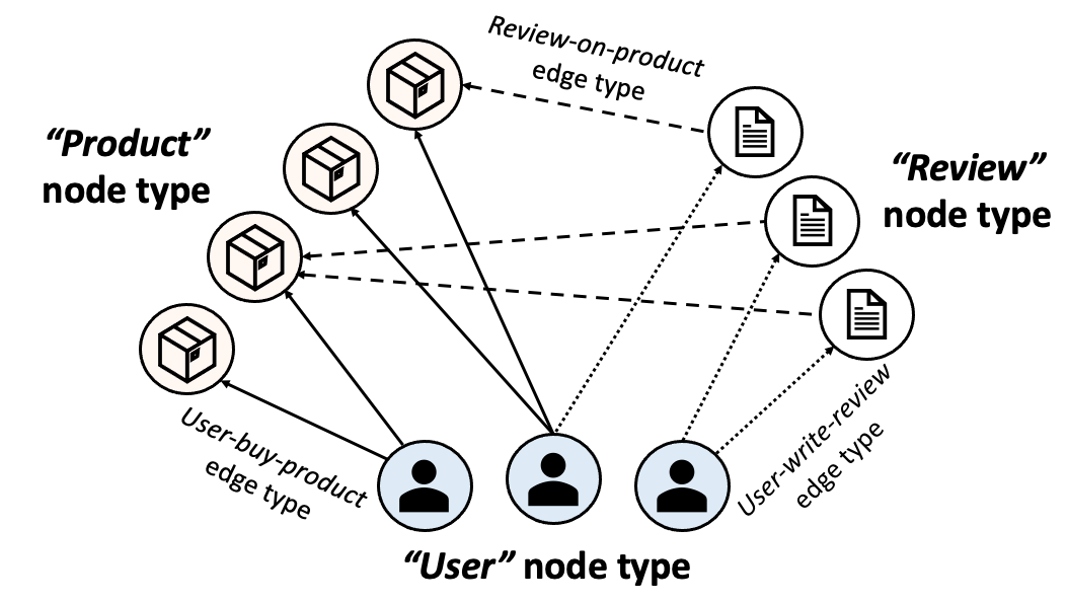 Review-on-product
edge type
“Product”
node type
“Review”
node type
User-buy-product
edge type
User-write-review
edge type
“User” node type